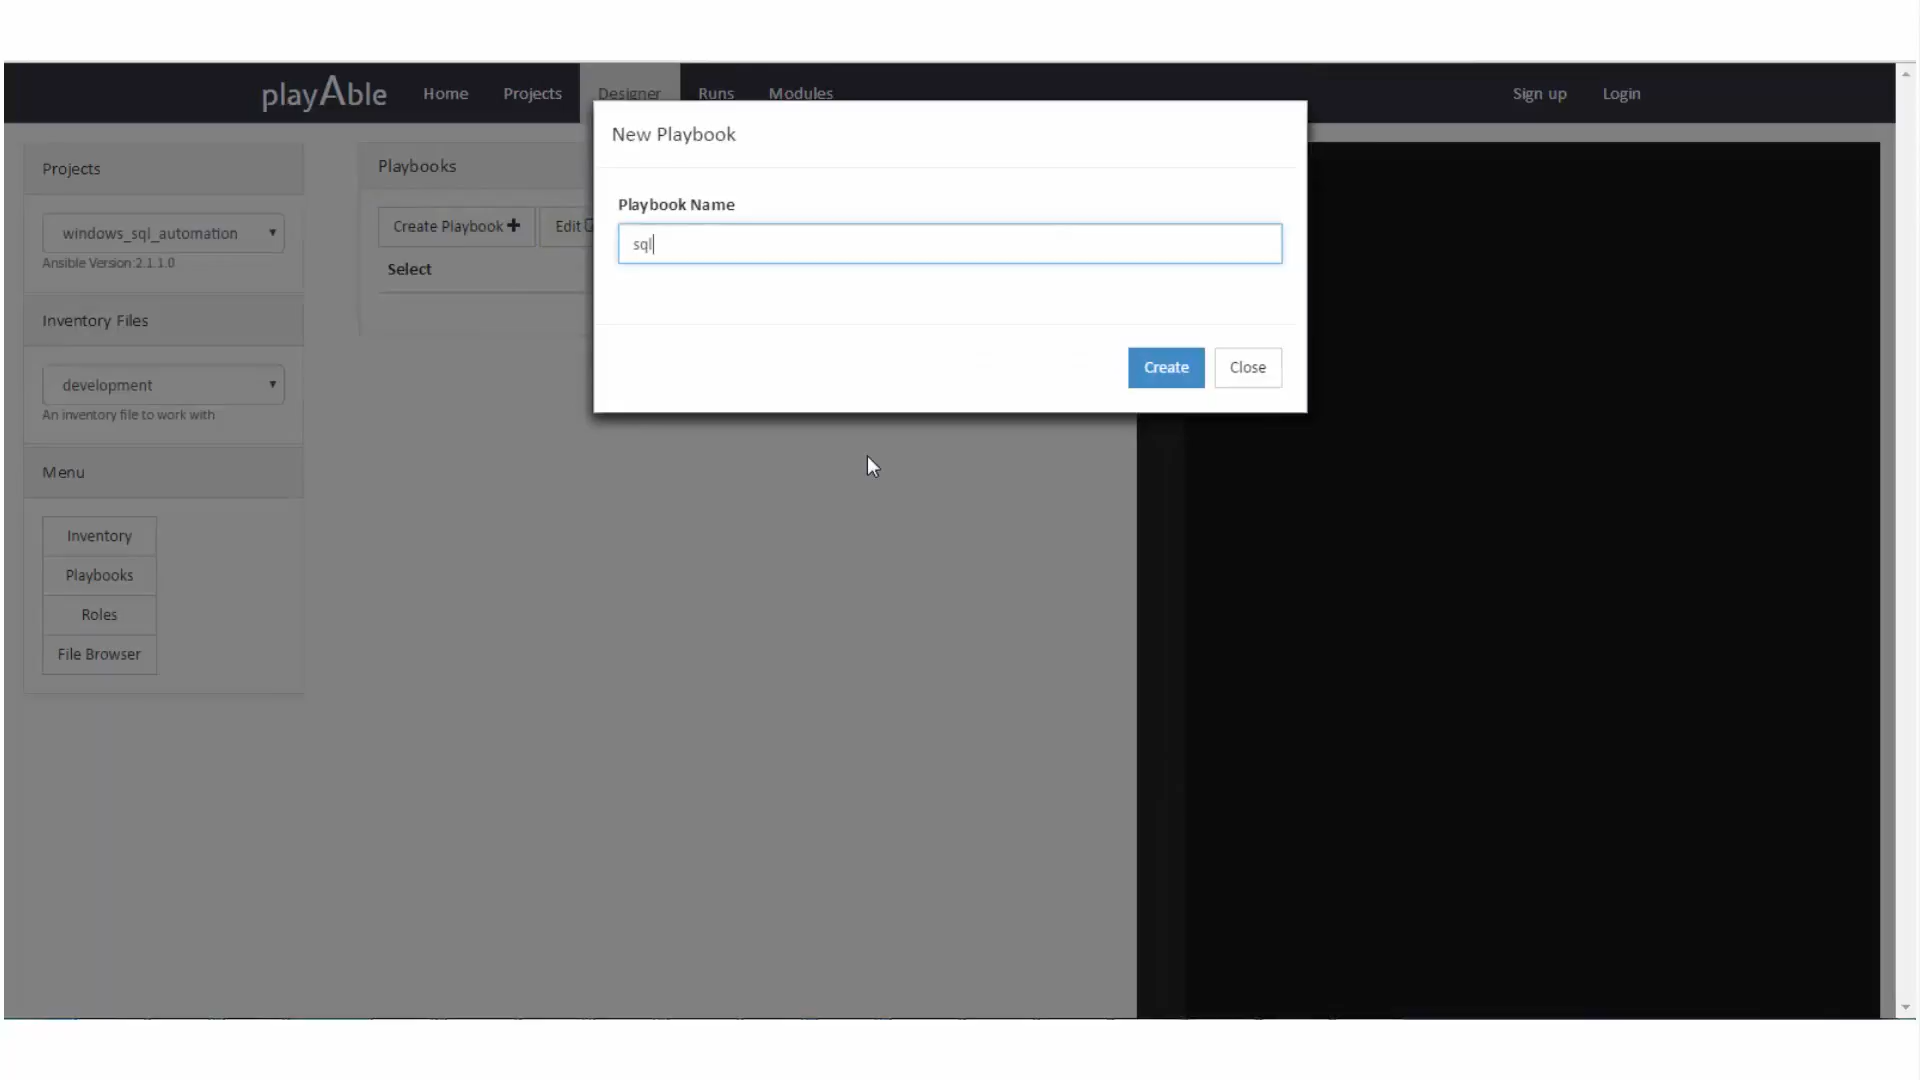 playAble
Home
Projects
Designer
Runs
Modules
Sign up
Login
Projects
windows_sql_automation
Ansible Version:2.1.1.0
Inventory Files
development
An inventory file to work with
Menu
Inventory
Playbooks
Roles
File Browser
Playbooks
Create Playbook
Edit
Select
New Playbook
Playbook Name
sql
Create
Close